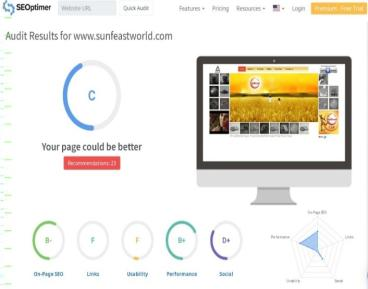 SEOptimer Website URL Quick Audit Features Pricing Resources Login Premium - Free Trial
Audit Results for www.sunfeastworld.com
C
Your page could be better
Recommendations: 23
B- F F B+ D+
On-Page SEO Links Usability Performance Social
On-Page SEO
Performance Links
Usability Social